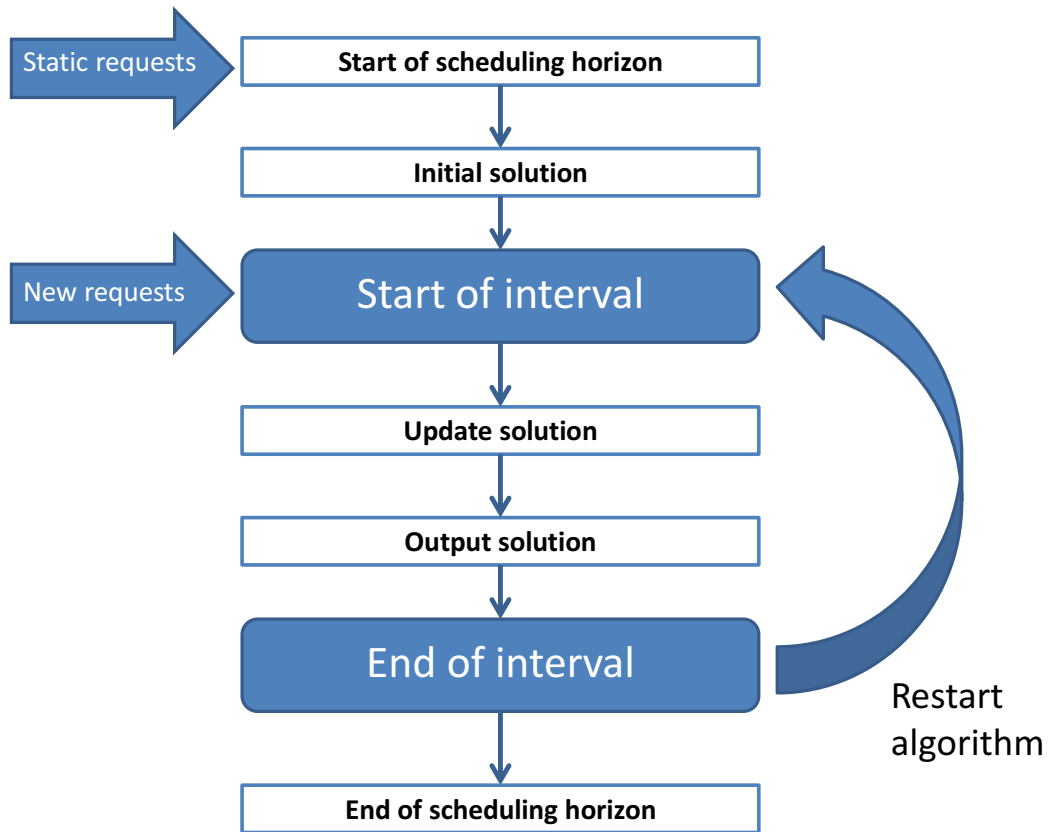 Static requests
Start of scheduling horizon
Initial solution
New requests
Start of interval
Update solution
Output solution
End of interval
Restart
algorithm
End of scheduling horizon